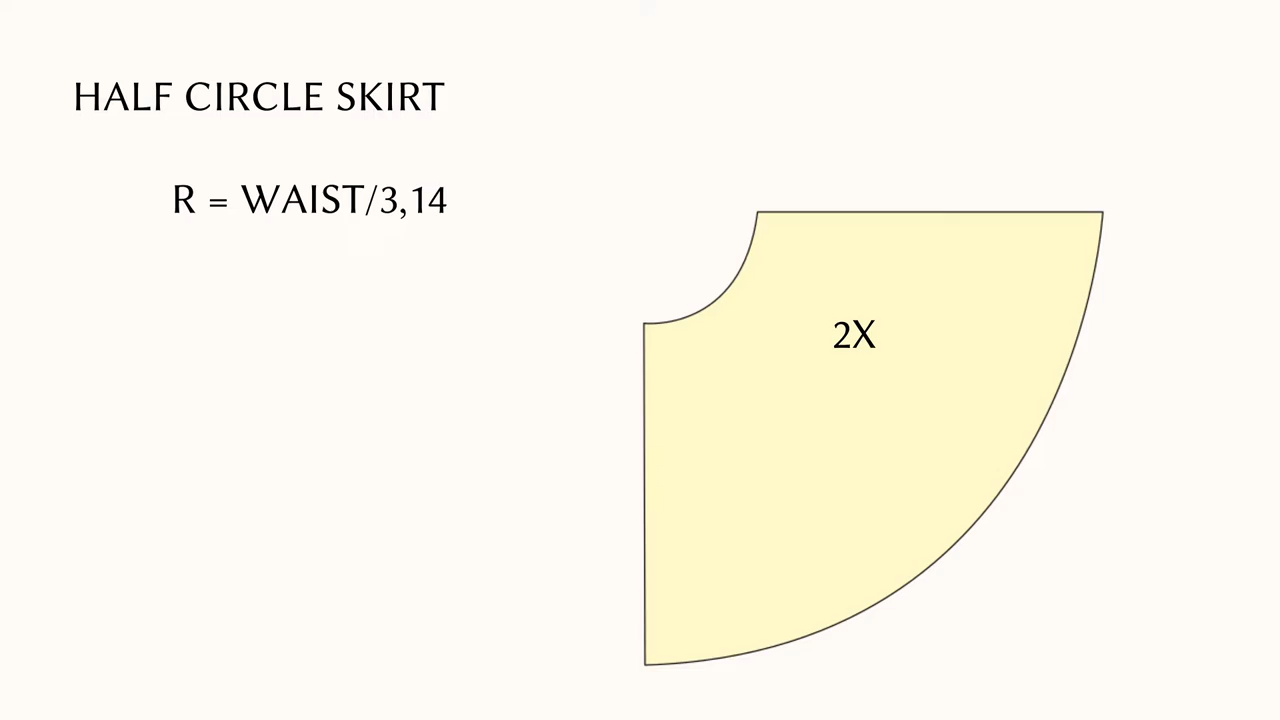 HALF CIRCLE SKIRT
R = WAIST/3,14
2X